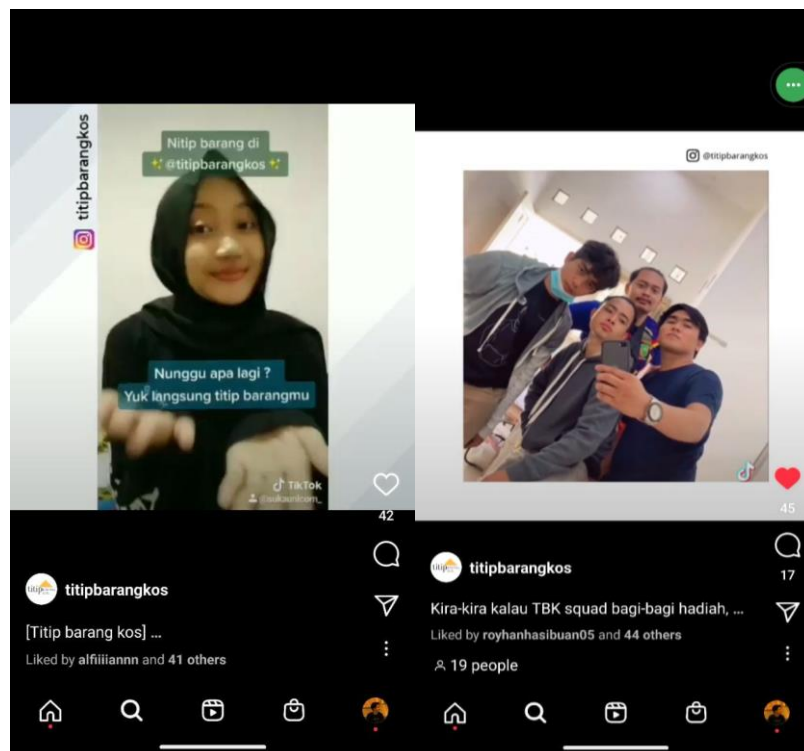 titipbarangkos
Nitip barang di
✨@titipbarangkos✨
Nunggu apa lagi ?
Yuk langsung titip barangmu
TikTok
42
titipbarangkos
[Titip barang kos] ...
Liked by alfiiiiannn and 41 others
@titipbarangkos
45
17
titipbarangkos
Kira-kira kalau TBK squad bagi-bagi hadiah, ...
Liked by royhanhasibuan05 and 44 others
19 people